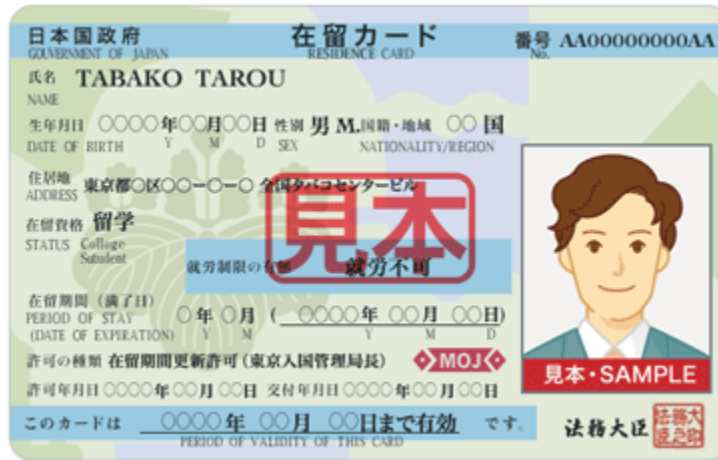 日本国政府 在留カード 番号 AA00000000AA
GOVERNMENT OF JAPAN RESIDENCE CARD No.
氏名 TABAKO TAROU
NAME
生年月日 ○○○○年○○月○○日 性別 男 M. 国籍・地域 ○○ 国
DATE OF BIRTH Y M D SEX NATIONALITY/REGION
住居地 東京都○区○○ー○ー○ 全国タバコセンタービル
ADDRESS
見本
在留資格 留学
STATUS College
就労制限の有無 就労不可
在留期間(満了日) ○年 ○月 ( ○○○○年 ○○月 ○○日)
PERIOD OF STAY Y M Y M D
(DATE OF EXPIRATION)
許可の種類 在留期間更新許可(東京入国管理局長) MOJ
見本・SAMPLE
許可年月日 ○○○○年○○月 ○○日 交付年月日 ○○○○年○○月○○日
このカードは ○○○○年 ○○月 ○○日まで有効 です。
PERIOD OF VALIDITY OF THIS CARD
法務大臣